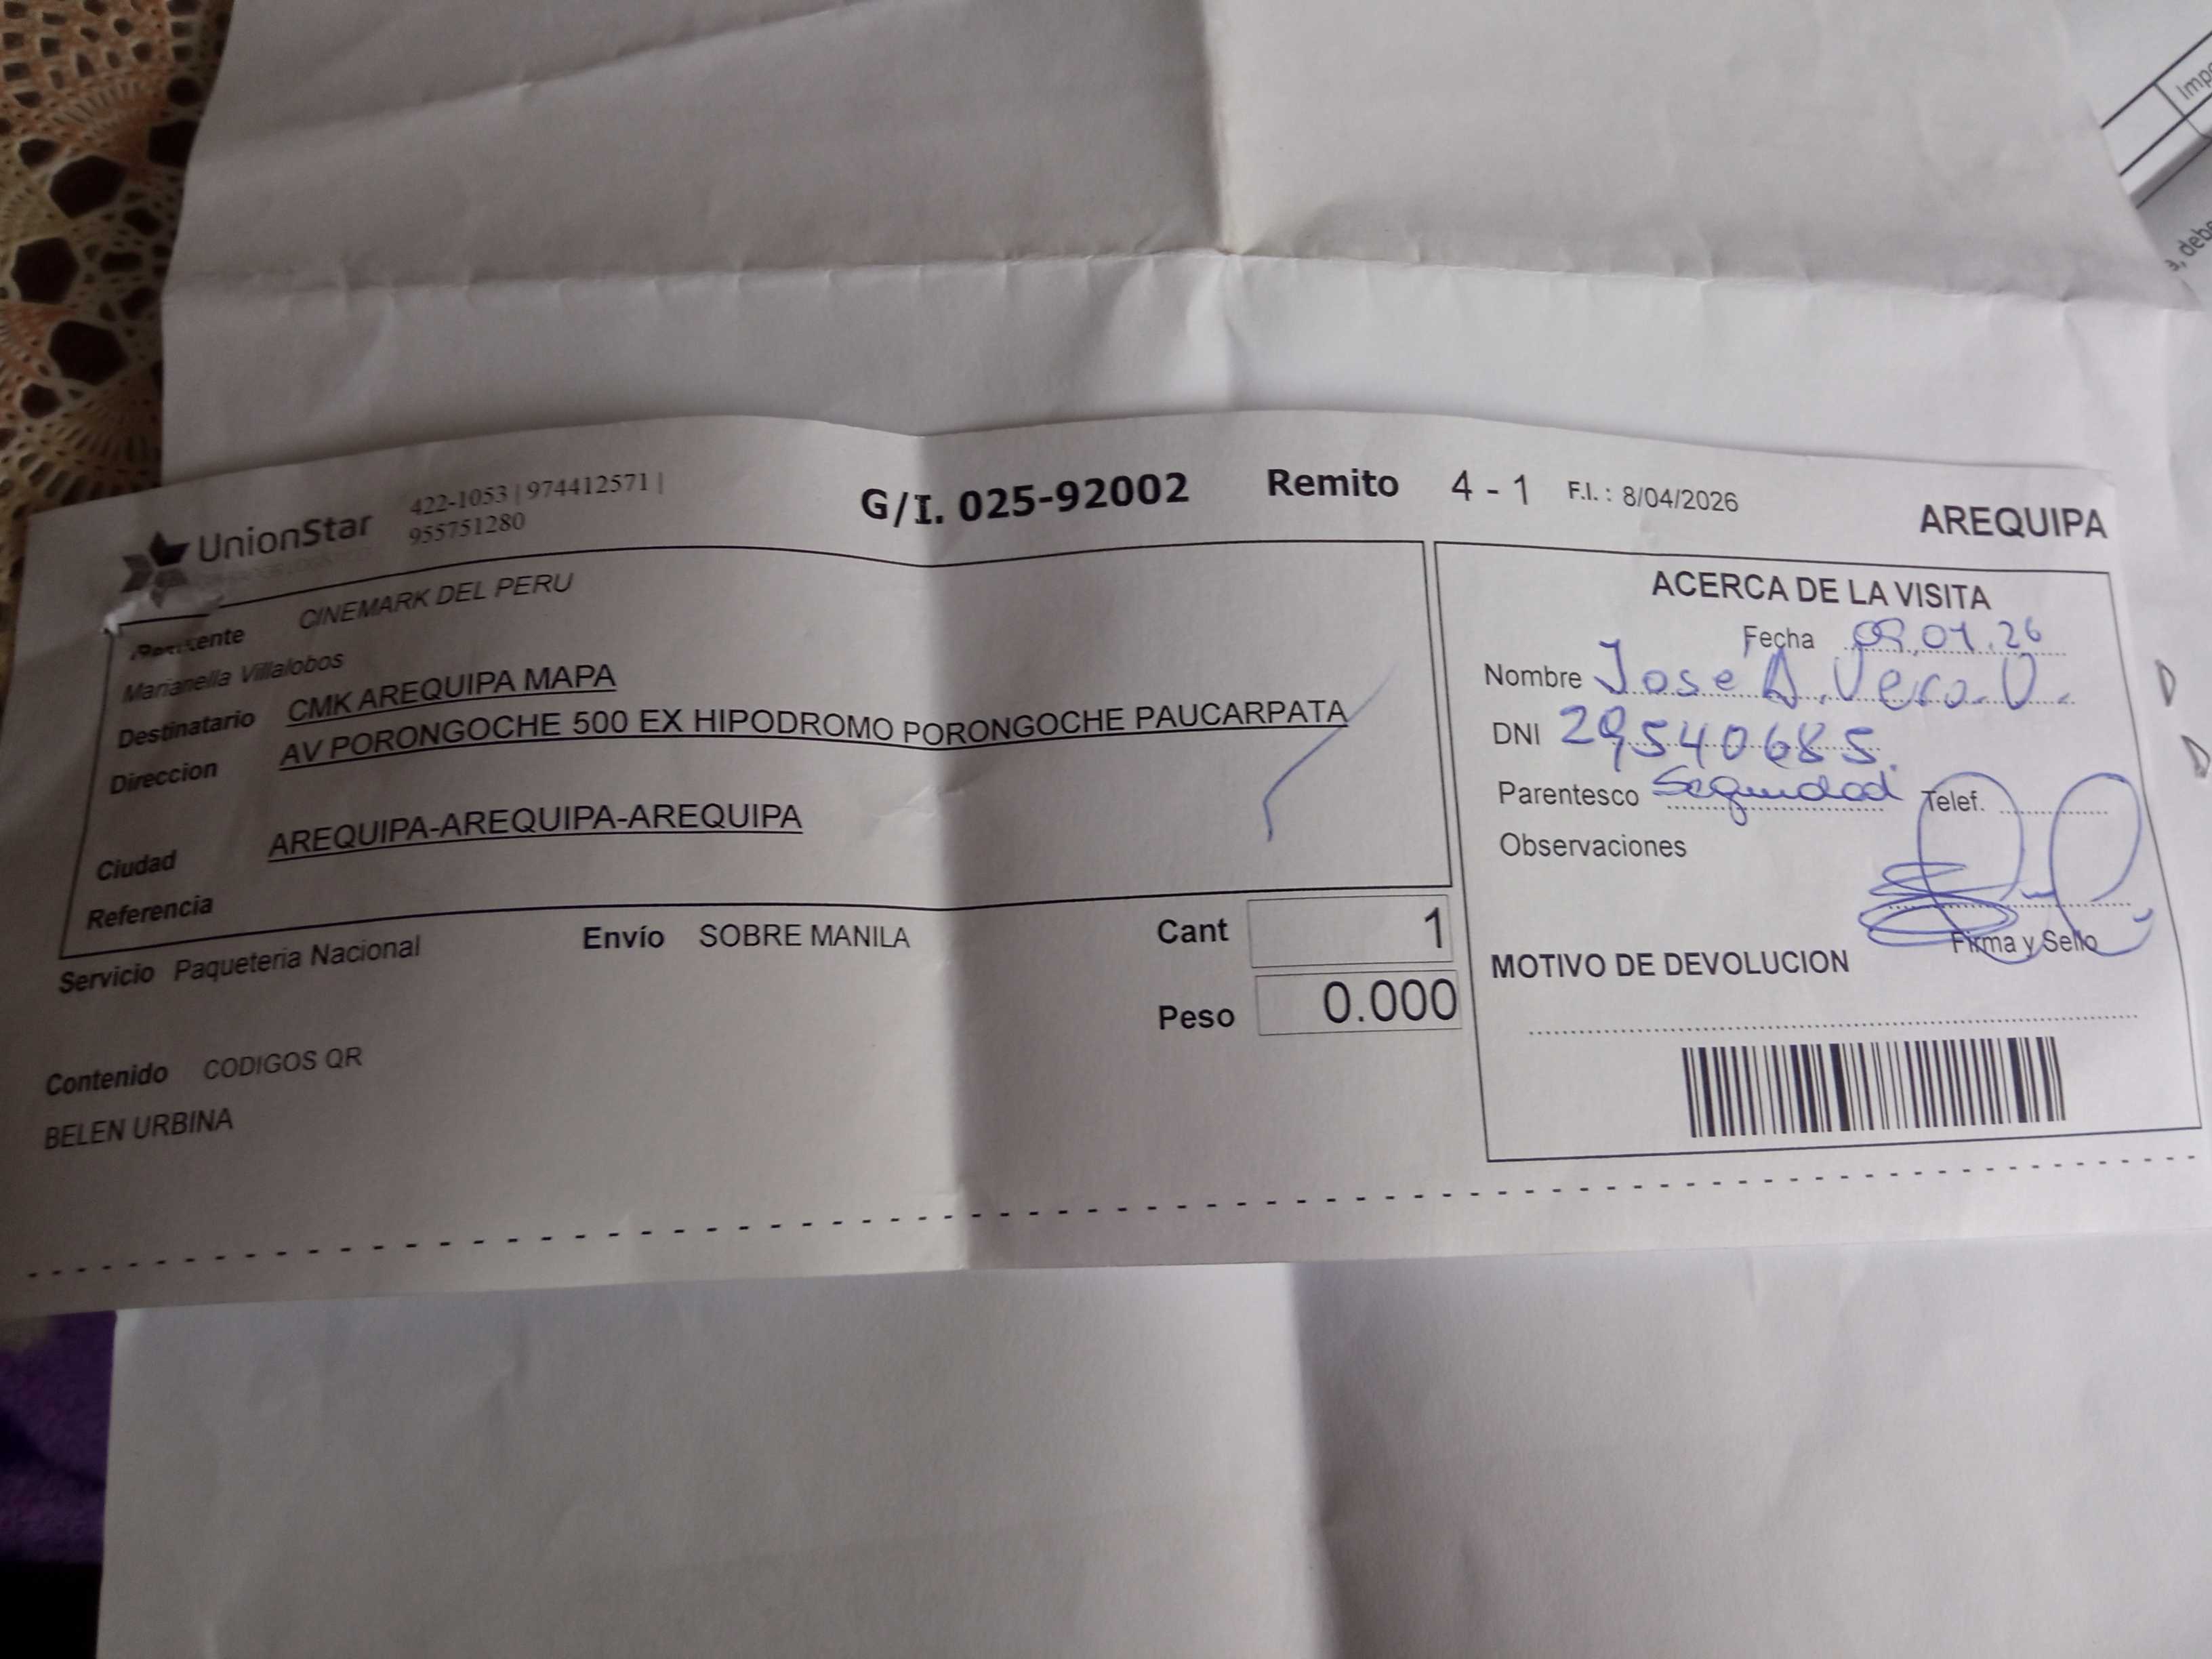 UnionStar
422-1053 | 974412571 |
955751280
G/I. 025-92002 Remito 4 - 1 F.I. : 8/04/2026
AREQUIPA
CINEMARK DEL PERU
Marianella Villalobos
Destinatario CMK AREQUIPA MAPA
Direccion AV PORONGOCHE 500 EX HIPODROMO PORONGOCHE PAUCARPATA
Ciudad AREQUIPA-AREQUIPA-AREQUIPA
Referencia
Servicio Paqueteria Nacional Envío SOBRE MANILA
Cant 1
Peso 0.000
Contenido CODIGOS QR
BELEN URBINA
ACERCA DE LA VISITA
Fecha 09.04.26
Nombre Jose A. Vera. V.
DNI 29540685.
Parentesco Seguridad Telef.
Observaciones
Firma y Sello
MOTIVO DE DEVOLUCION